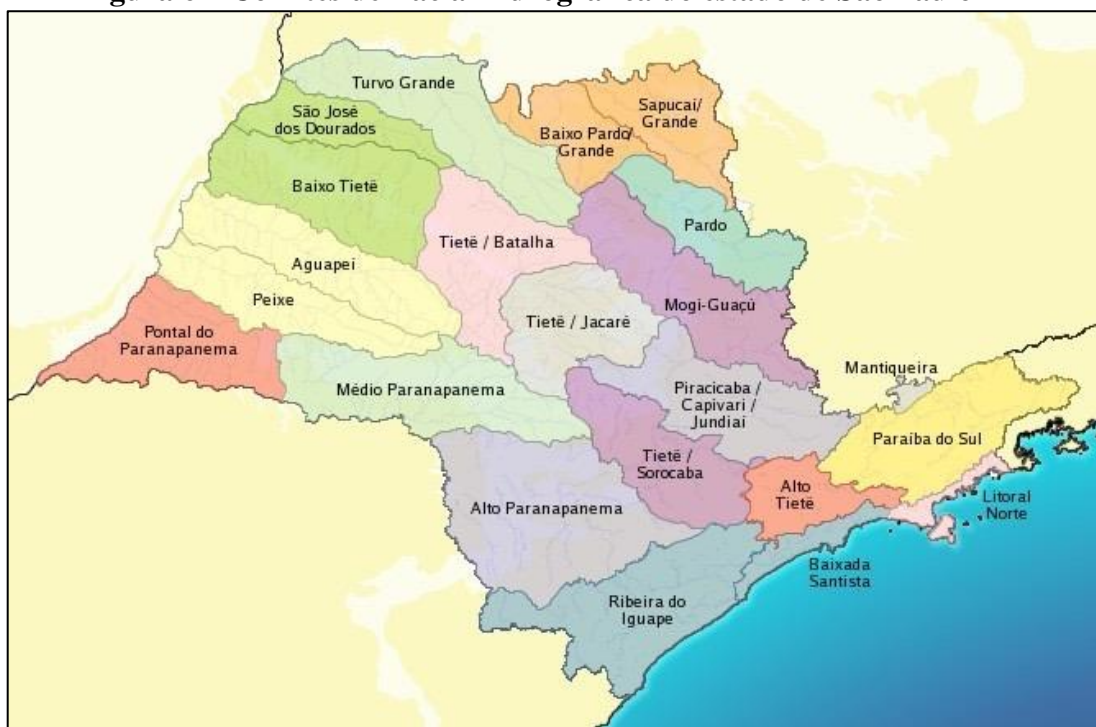 Turvo Grande
São José
dos Dourados
Baixo Tietê
Sapucaí/
Grande
Baixo Pardo/
Grande
Pardo
Tietê / Batalha
Aguapeí
Peixe
Mogi-Guaçú
Tietê / Jacaré
Pontal do
Paranapanema
Médio Paranapanema
Piracicaba /
Capivari /
Jundiaí
Mantiqueira
Paraíba do Sul
Tietê /
Sorocaba
Alto
Tietê
Litoral
Norte
Alto Paranapanema
Baixada
Santista
Ribeira do
Iguape